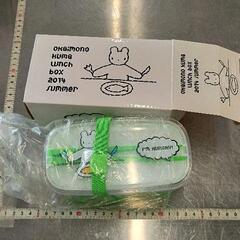 OKAIMONO
KUMA
LUNCH
BOX
2014
SUMMER
OKAIMONO
KUMA
LUNCH
BOX
2014
SUMMER
I'M HUNGRY!